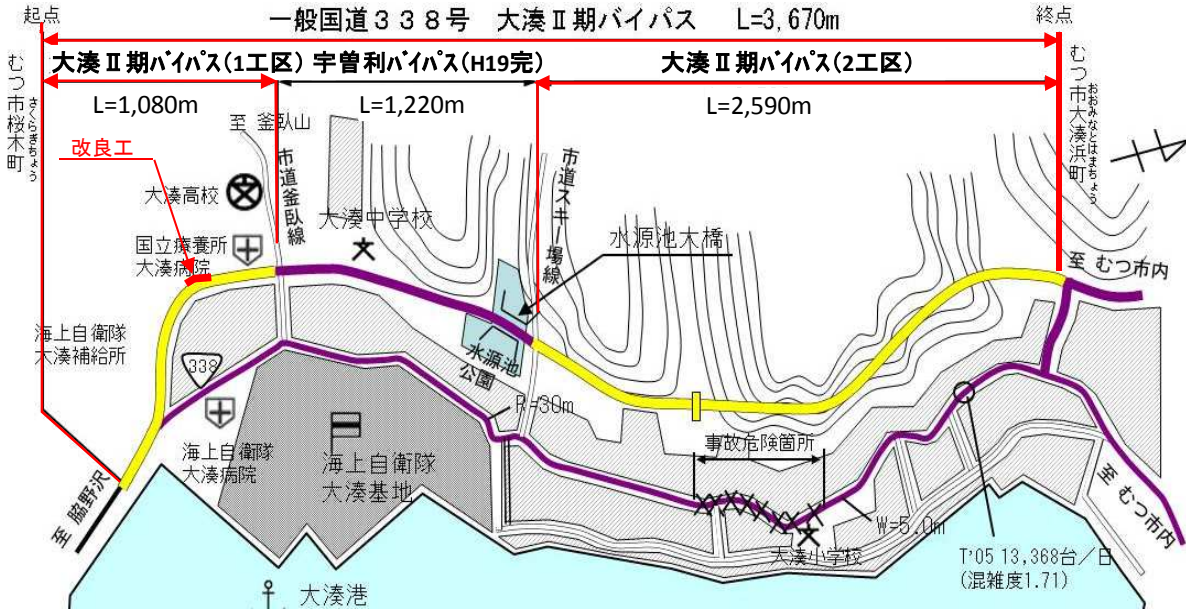 起点
一般国道338号 大湊Ⅱ期バイパス L=3,670m
終点
大湊Ⅱ期バイパス(1工区)
宇曽利バイパス(H19完)
大湊Ⅱ期バイパス(2工区)
L=1,080m
L=1,220m
L=2,590m
むつ市桜木町
さくらぎちょう
むつ市大湊浜町
おおみなとはまちょう
至 釜臥山
改良工
市道釜臥線
大湊高校
大湊中学校
市道スキー場線
水源池大橋
国立療養所
大湊病院
至 むつ市内
海上自衛隊
大湊補給所
338
水源池
公園
R=30m
海上自衛隊
大湊病院
海上自衛隊
大湊基地
事故危険箇所
至 脇野沢
W=5.0m
大湊小学校
至 むつ市内
T'05 13,368台/日
(混雑度1.71)
大湊港